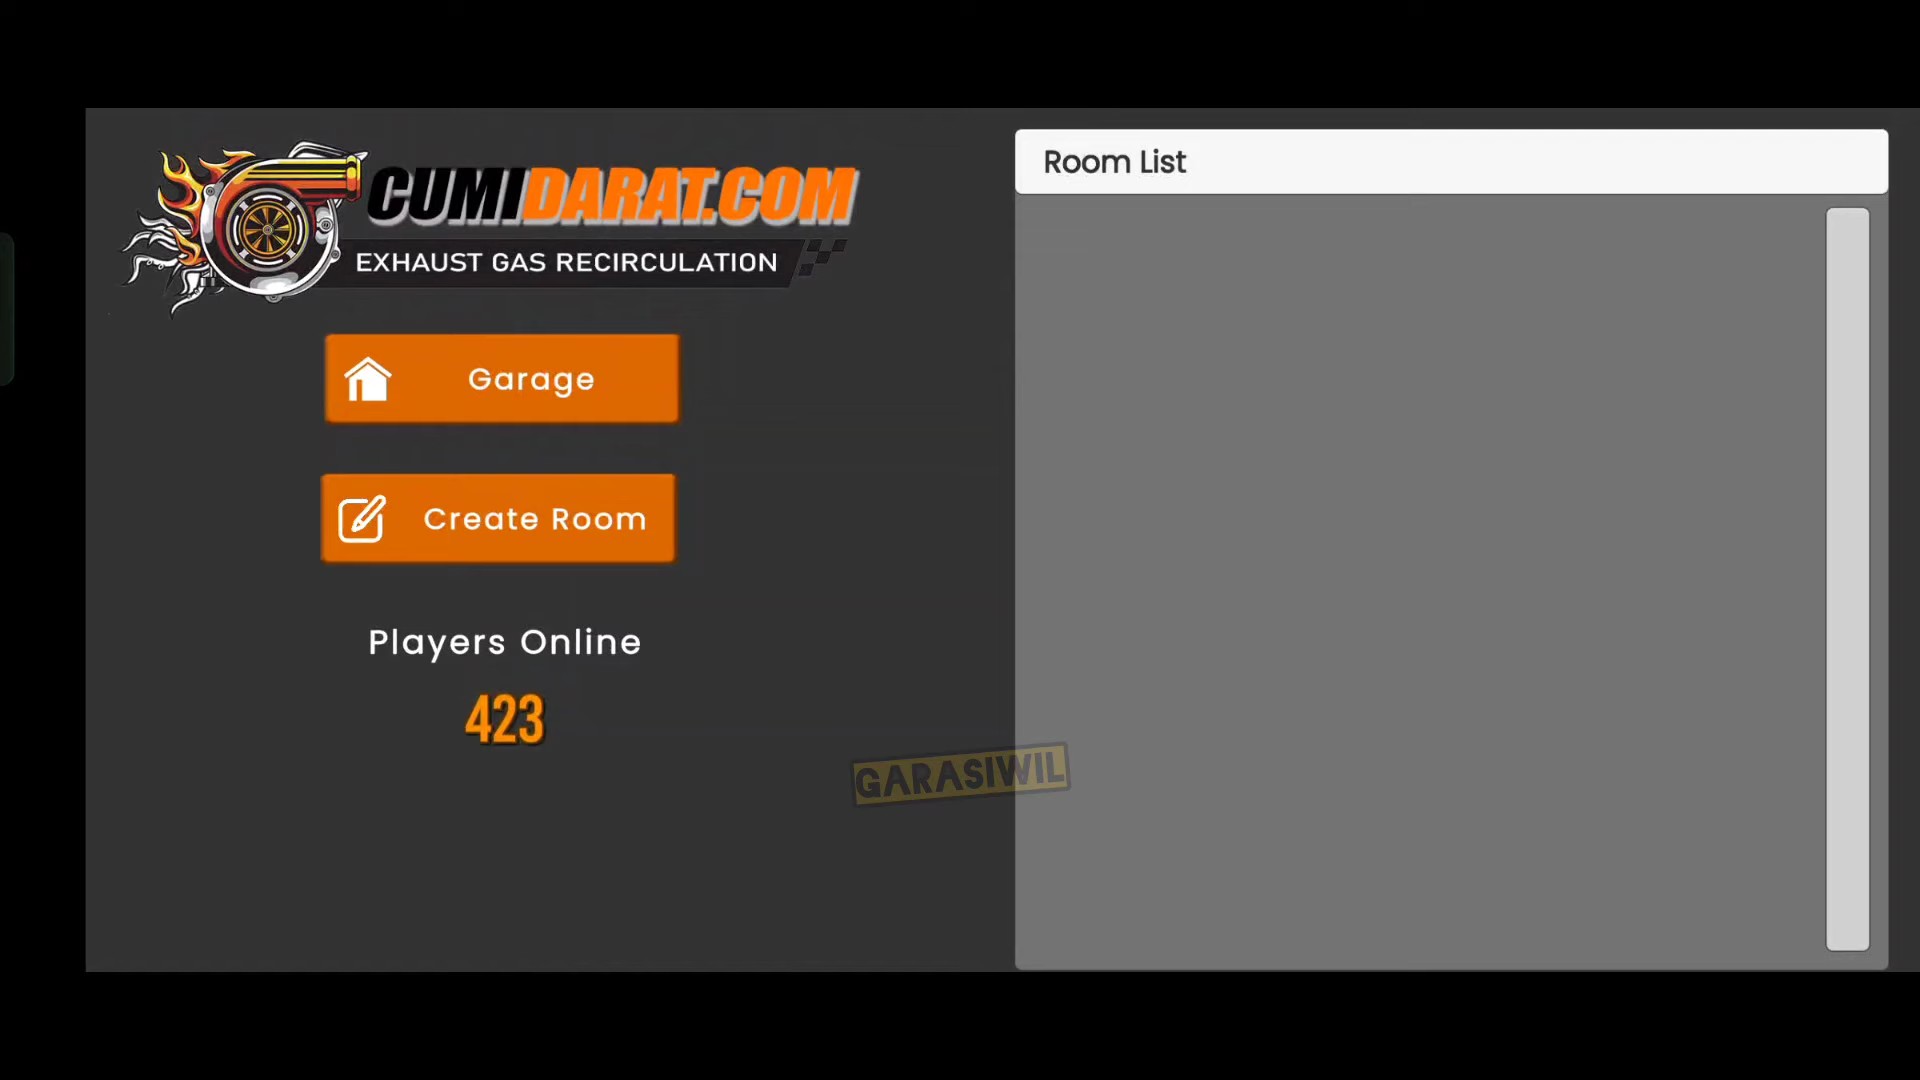 CUMIDARAT.COM
EXHAUST GAS RECIRCULATION
Garage
Create Room
Players Online
423
Room List
GARASIWIL